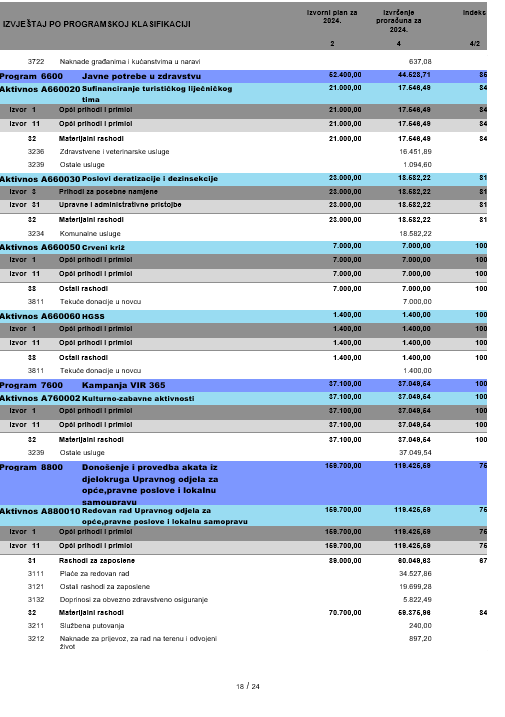 IZVJEŠTAJ PO PROGRAMSKOJ KLASIFIKACIJI
Izvorni plan za 2024. Izvršenje proračuna za 2024. Indeks
2 4 4/2
3722 Naknade građanima i kućanstvima u naravi 637,08
Program 6600 Javne potrebe u zdravstvu 52.400,00 44.528,71 85
Aktivnos A660020 Sufinanciranje turističkog liječničkog 21.000,00 17.546,49 84
tima
Izvor 1 Opći prihodi i primici 21.000,00 17.546,49 84
Izvor 11 Opći prihodi i primici 21.000,00 17.546,49 84
32 Materijalni rashodi 21.000,00 17.546,49 84
3236 Zdravstvene i veterinarske usluge 16.451,89
3239 Ostale usluge 1.094,60
Aktivnos A660030 Poslovi deratizacije i dezinsekcije 23.000,00 18.582,22 81
Izvor 3 Prihodi za posebne namjene 23.000,00 18.582,22 81
Izvor 31 Upravne i administrativne pristojbe 23.000,00 18.582,22 81
32 Materijalni rashodi 23.000,00 18.582,22 81
3234 Komunalne usluge 18.582,22
Aktivnos A660050 Crveni križ 7.000,00 7.000,00 100
Izvor 1 Opći prihodi i primici 7.000,00 7.000,00 100
Izvor 11 Opći prihodi i primici 7.000,00 7.000,00 100
38 Ostali rashodi 7.000,00 7.000,00 100
3811 Tekuće donacije u novcu 7.000,00
Aktivnos A660060 HGSS 1.400,00 1.400,00 100
Izvor 1 Opći prihodi i primici 1.400,00 1.400,00 100
Izvor 11 Opći prihodi i primici 1.400,00 1.400,00 100
38 Ostali rashodi 1.400,00 1.400,00 100
3811 Tekuće donacije u novcu 1.400,00
Program 7600 Kampanja VIR 365 37.100,00 37.049,54 100
Aktivnos A760002 Kulturno-zabavne aktivnosti 37.100,00 37.049,54 100
Izvor 1 Opći prihodi i primici 37.100,00 37.049,54 100
Izvor 11 Opći prihodi i primici 37.100,00 37.049,54 100
32 Materijalni rashodi 37.100,00 37.049,54 100
3239 Ostale usluge 37.049,54
Program 8800 Donošenje i provedba akata iz 159.700,00 119.425,59 75
djelokruga Upravnog odjela za
opće,pravne poslove i lokalnu
samoupravu
Aktivnos A880010 Redovan rad Upravnog odjela za 159.700,00 119.425,59 75
opće,pravne poslove i lokalnu samoupravu
Izvor 1 Opći prihodi i primici 159.700,00 119.425,59 75
Izvor 11 Opći prihodi i primici 159.700,00 119.425,59 75
31 Rashodi za zaposlene 89.000,00 60.049,63 67
3111 Plaće za redovan rad 34.527,86
3121 Ostali rashodi za zaposlene 19.699,28
3132 Doprinosi za obvezno zdravstveno osiguranje 5.822,49
32 Materijalni rashodi 70.700,00 59.375,96 84
3211 Službena putovanja 240,00
3212 Naknade za prijevoz, za rad na terenu i odvojeni 897,20
život
18 / 24